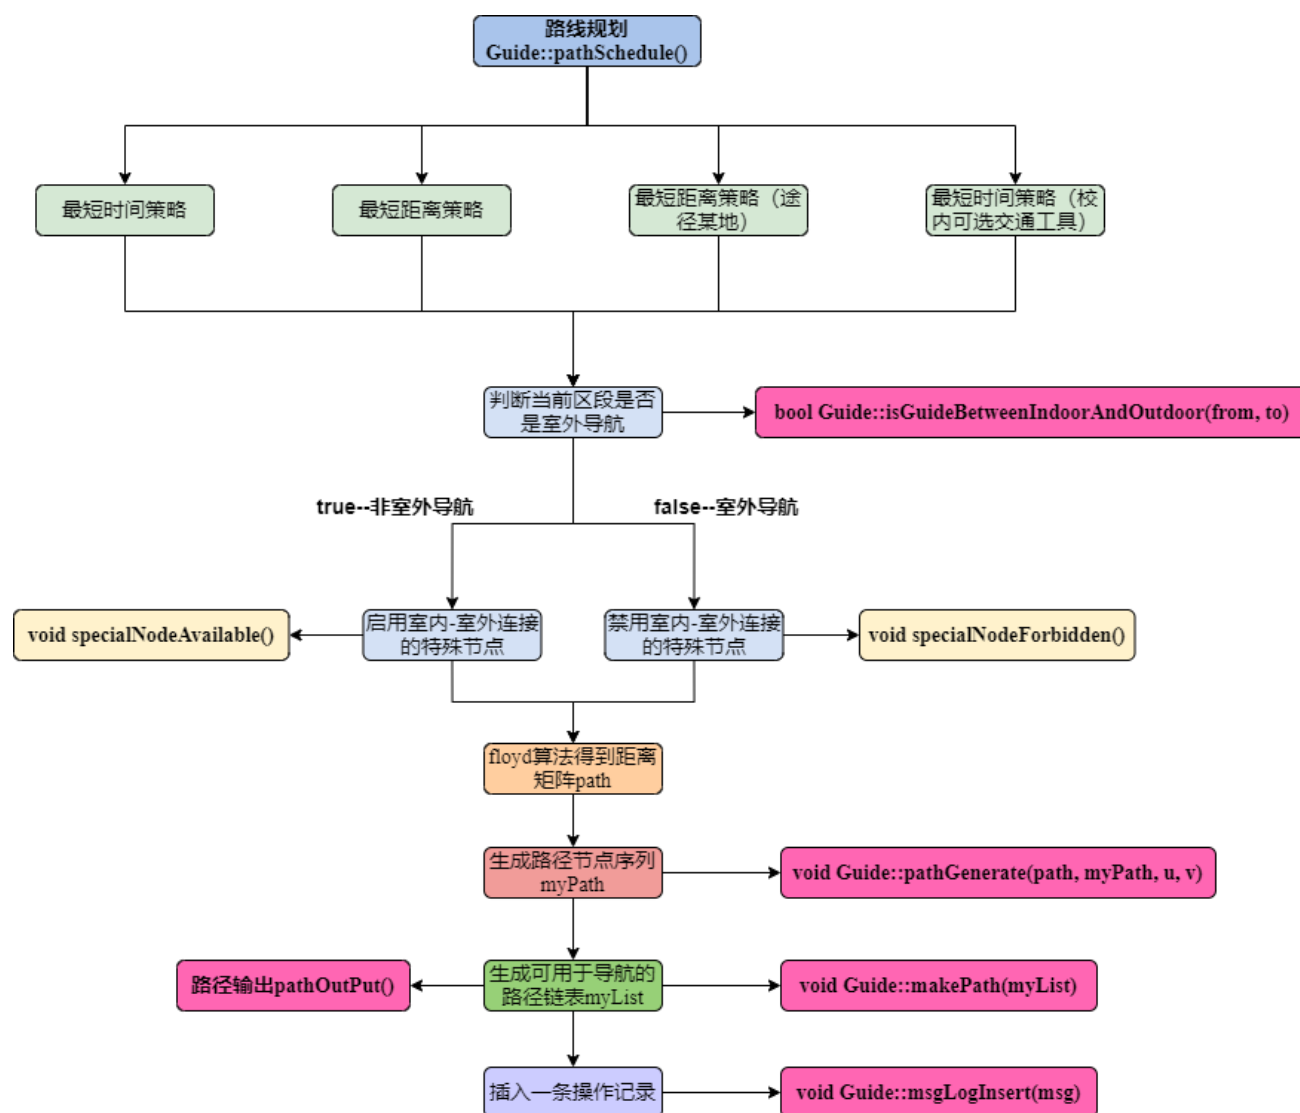 路线规划
Guide::pathSchedule()
最短时间策略
最短距离策略
最短距离策略（途
径某地）
最短时间策略（校
内可选交通工具）
判断当前区段是否
是室外导航
bool Guide::isGuideBetweenIndoorAndOutdoor(from, to)
true--非室外导航
false--室外导航
void specialNodeAvailable()
启用室内-室外连接
的特殊节点
禁用室内-室外连接
的特殊节点
void specialNodeForbidden()
floyd算法得到距离
矩阵path
生成路径节点序列
myPath
void Guide::pathGenerate(path, myPath, u, v)
路径输出pathOutPut()
生成可用于导航的
路径链表myList
void Guide::makePath(myList)
插入一条操作记录
void Guide::msgLogInsert(msg)